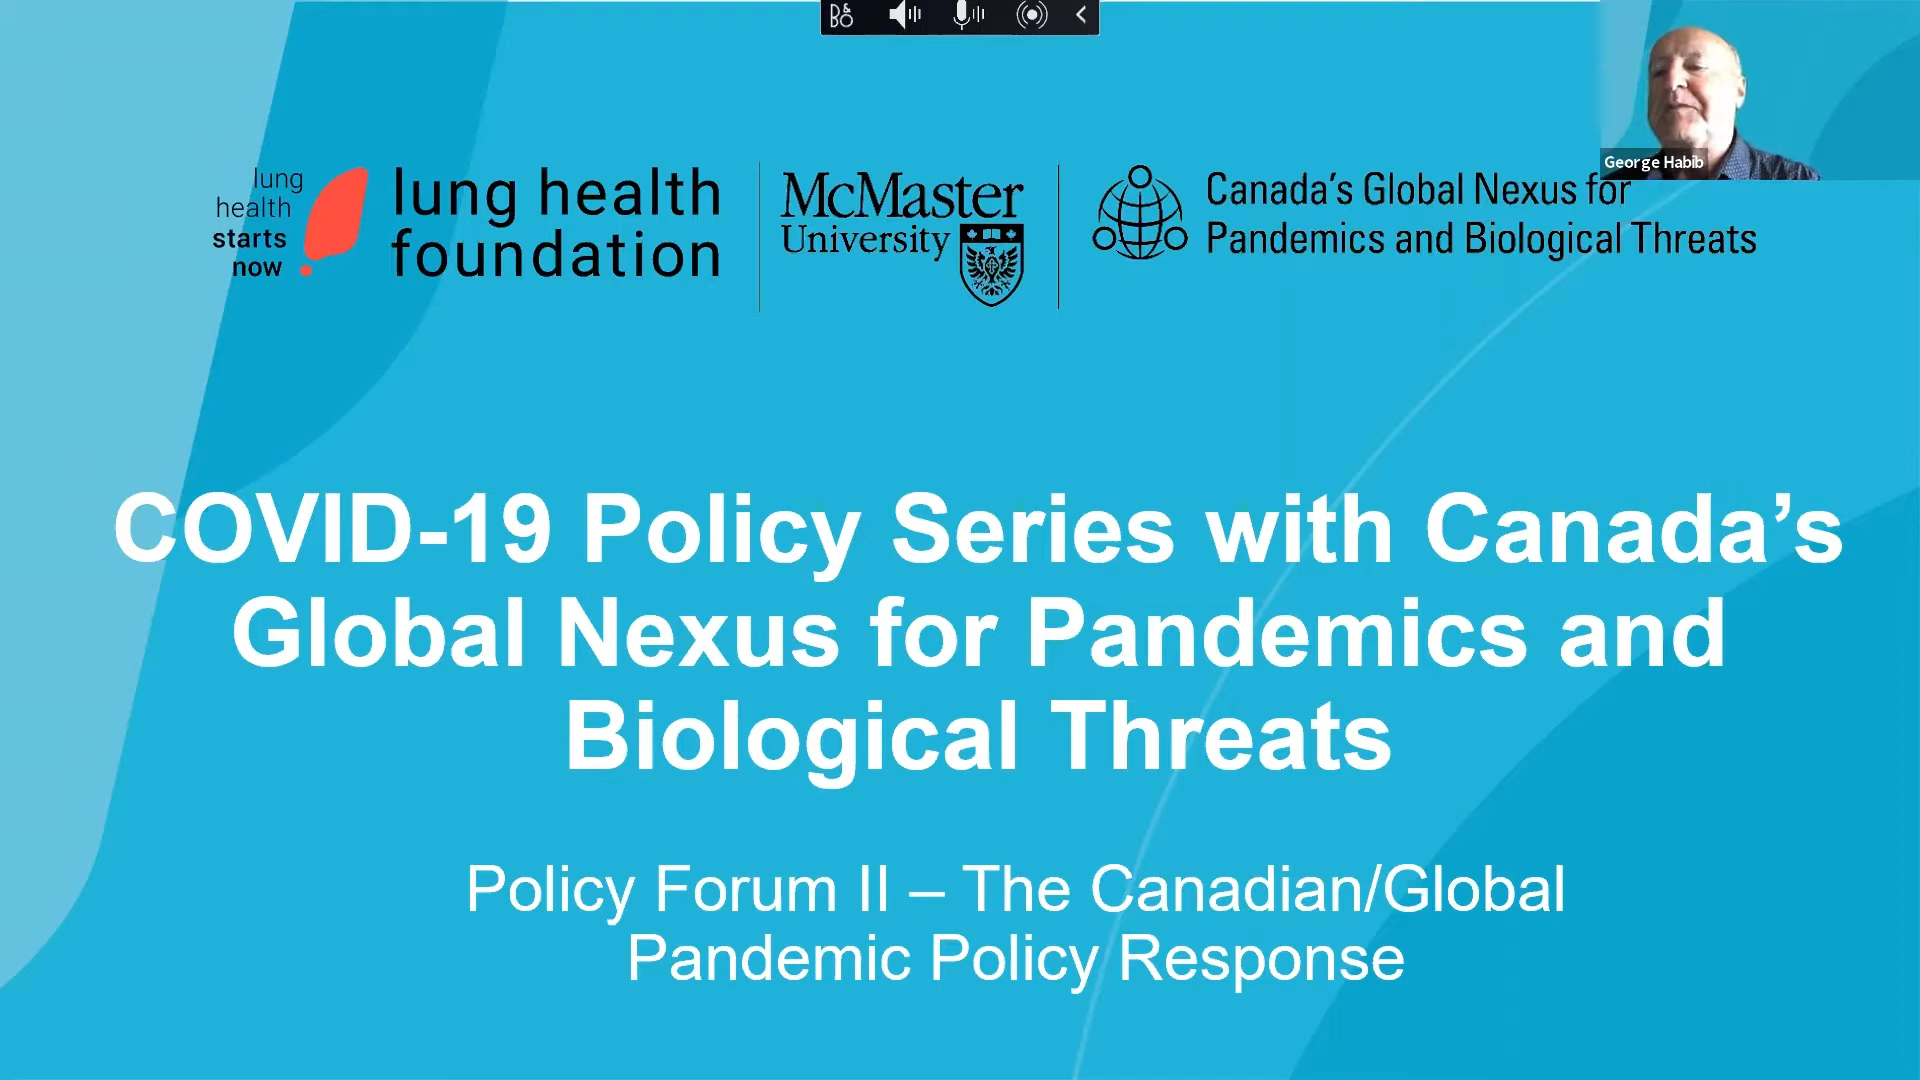 B&O
George Habib
lung
health
starts
now
lung health
foundation
McMaster
University
Canada's Global Nexus for
Pandemics and Biological Threats
COVID-19 Policy Series with Canada's
Global Nexus for Pandemics and
Biological Threats
Policy Forum II – The Canadian/Global
Pandemic Policy Response